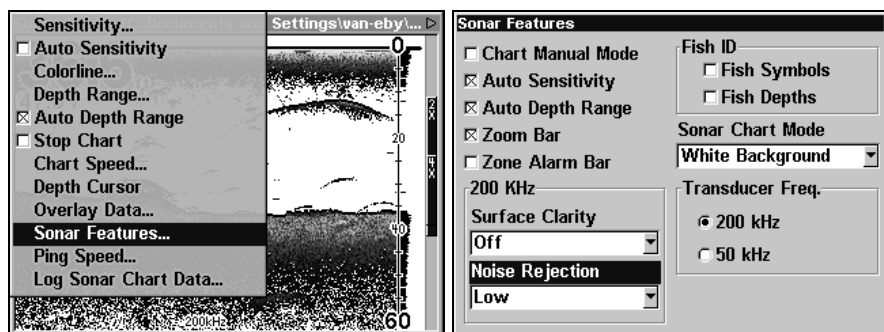 Sensitivity...
Documents and Settings\van-eby\...
Auto Sensitivity
Colorline...
Depth Range...
Auto Depth Range
Stop Chart
Chart Speed...
Depth Cursor
Overlay Data...
Sonar Features...
Ping Speed...
Log Sonar Chart Data...
0
20
40
60
200kHz
Sonar Features
Chart Manual Mode
Auto Sensitivity
Auto Depth Range
Zoom Bar
Zone Alarm Bar
Fish ID
Fish Symbols
Fish Depths
Sonar Chart Mode
White Background
200 KHz
Surface Clarity
Off
Noise Rejection
Low
Transducer Freq.
200 kHz
50 kHz